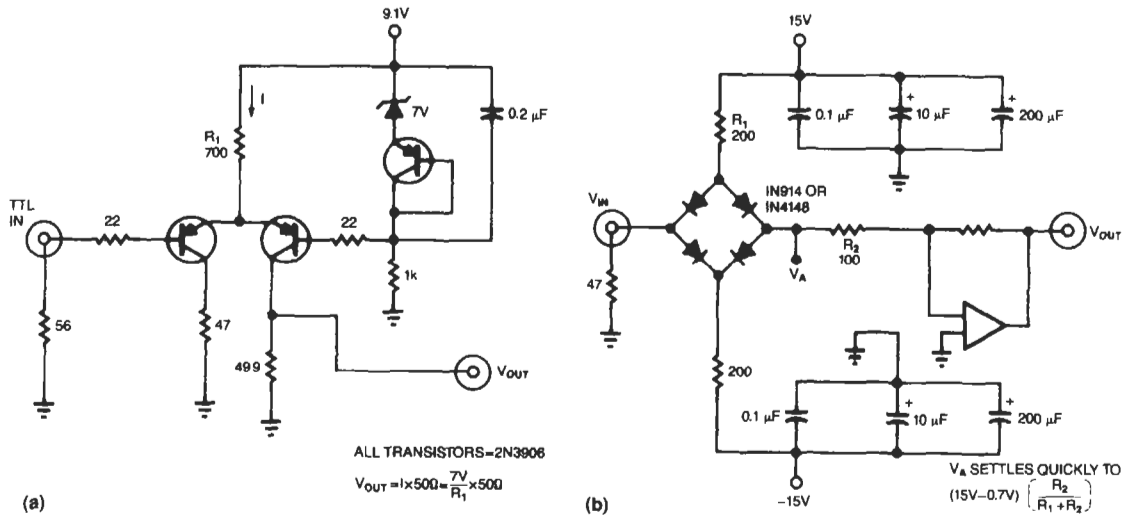 9.1V
I
R1
700
7V
0.2 µF
TTL
IN
22
22
1k
56
47
499
VOUT
ALL TRANSISTORS=2N3906
VOUT=I×50Ω=7V/R1×50Ω
(a)
15V
R1
200
0.1 µF
+
10 µF
+
200 µF
IN914 OR
IN4148
VIN
47
VA
R2
100
VOUT
200
0.1 µF
+
10 µF
+
200 µF
-15V
VA SETTLES QUICKLY TO
(15V–0.7V) (R2/R1+R2)
(b)